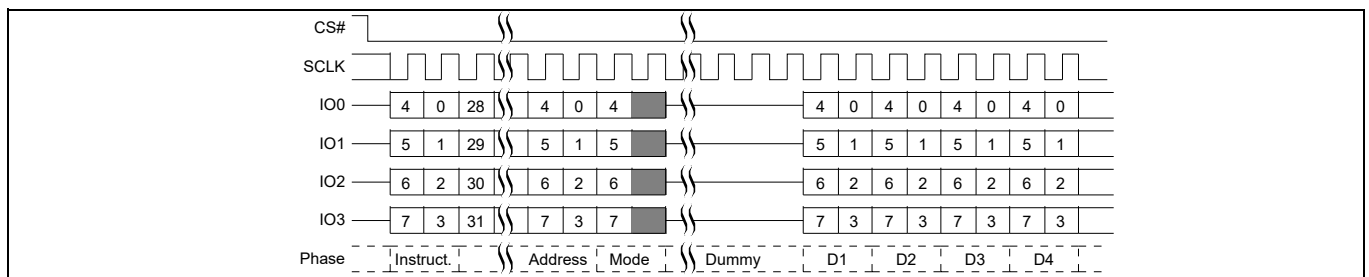 CS#
SCLK
IO0 4 0 28 4 0 4 4 0 4 0 4 0 4 0
IO1 5 1 29 5 1 5 5 1 5 1 5 1 5 1
IO2 6 2 30 6 2 6 6 2 6 2 6 2 6 2
IO3 7 3 31 7 3 7 7 3 7 3 7 3 7 3
Phase Instruct. Address Mode Dummy D1 D2 D3 D4